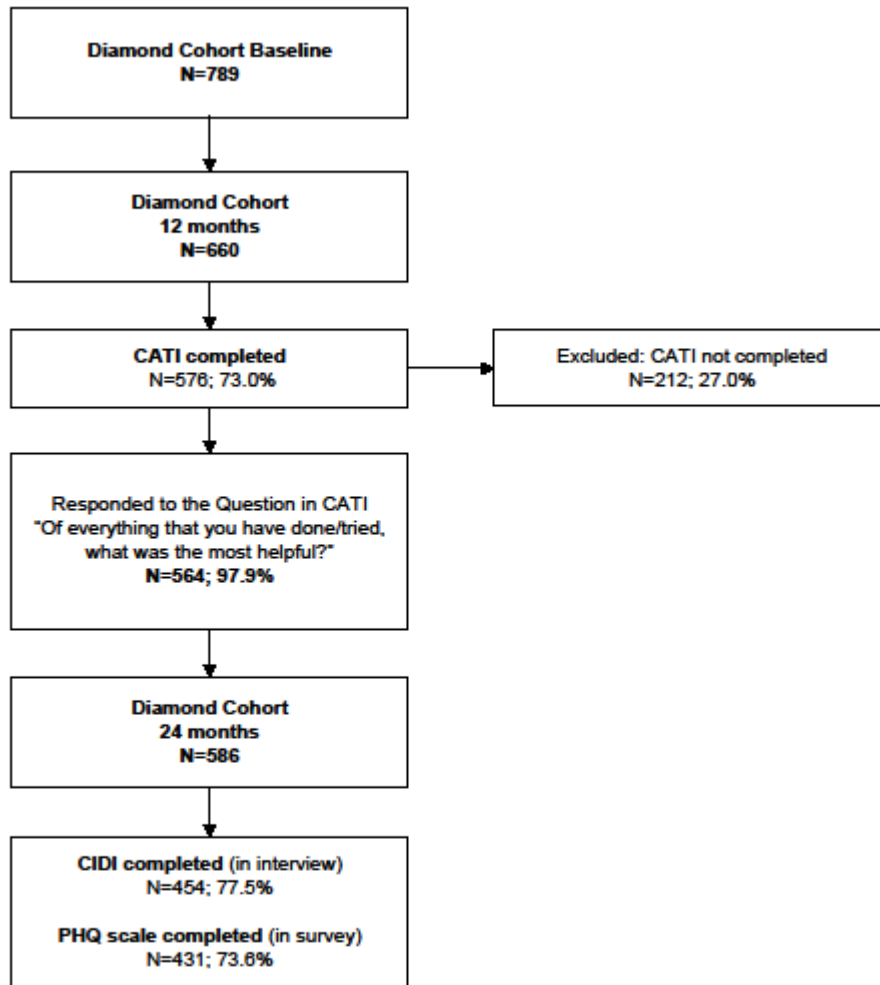 Diamond Cohort Baseline
N=789
Diamond Cohort
12 months
N=660
CATI completed
N=576; 73.0%
Excluded: CATI not completed
N=212; 27.0%
Responded to the Question in CATI
“Of everything that you have done/tried,
what was the most helpful?”
N=564; 97.9%
Diamond Cohort
24 months
N=586
CIDI completed (in interview)
N=454; 77.5%
PHQ scale completed (in survey)
N=431; 73.6%